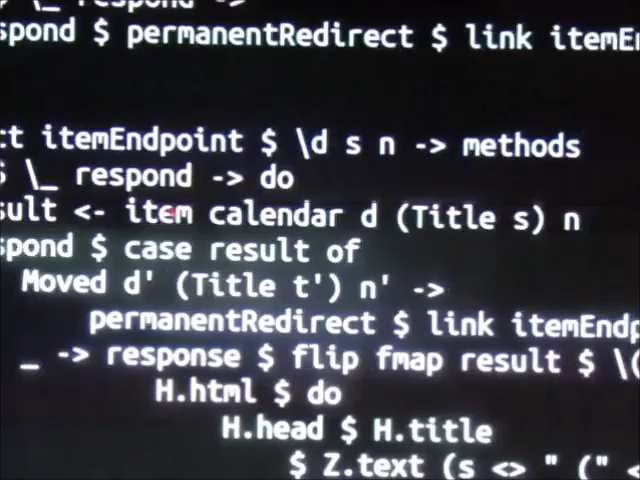 \_ respond ->
spond $ permanentRedirect $ link itemE
ct itemEndpoint $ \d s n -> methods
$ \_ respond -> do
sult <- item calendar d (Title s) n
spond $ case result of
Moved d' (Title t') n' ->
permanentRedirect $ link itemEndp
_ -> response $ flip fmap result $ \(
H.html $ do
H.head $ H.title
$ Z.text (s <> " (" <